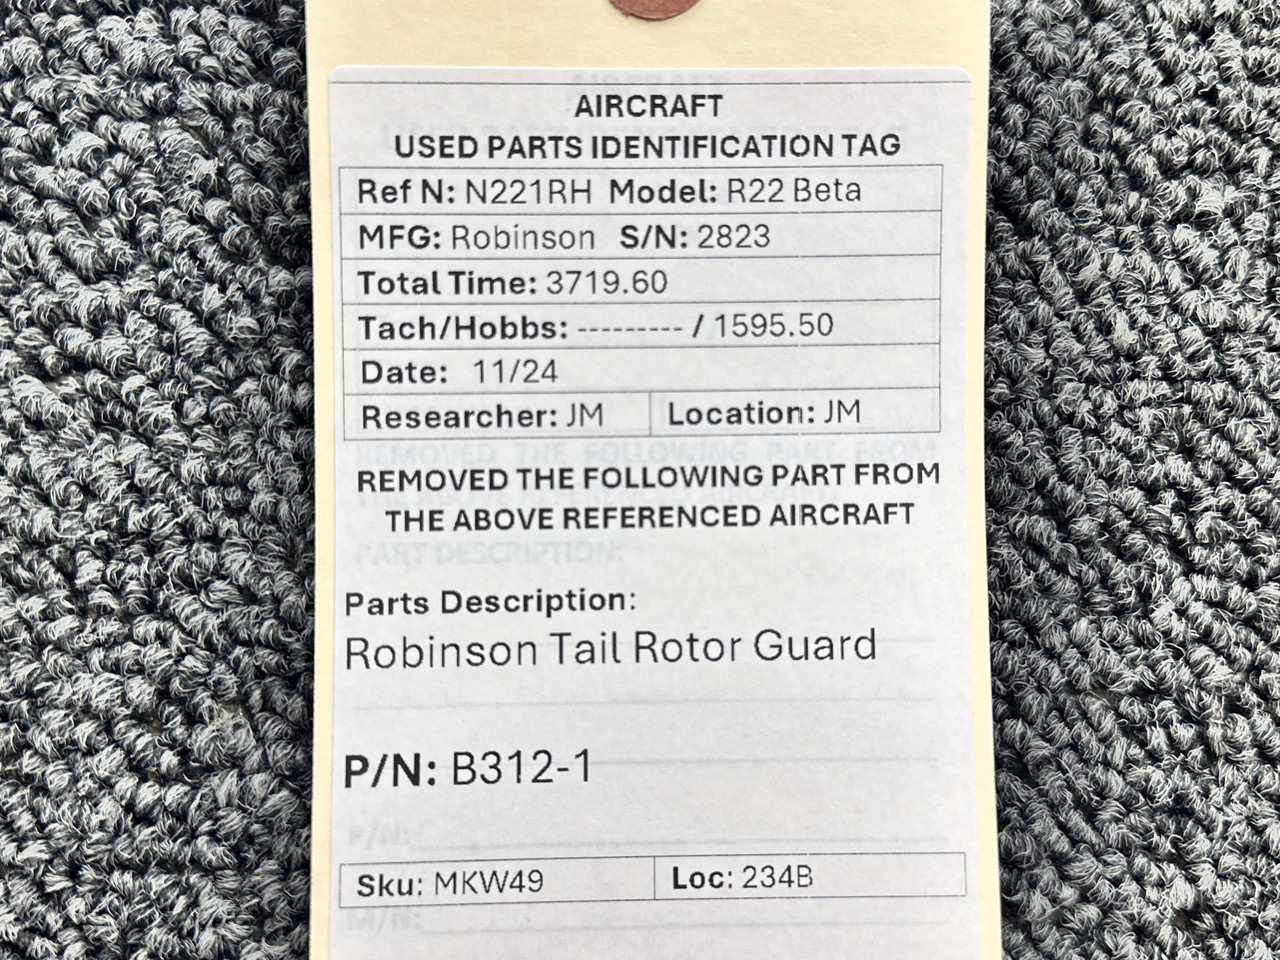 AIRCRAFT
USED PARTS IDENTIFICATION TAG
Ref N: N221RH Model: R22 Beta
MFG: Robinson S/N: 2823
Total Time: 3719.60
Tach/Hobbs: --------- / 1595.50
Date: 11/24
Researcher: JM Location: JM
REMOVED THE FOLLOWING PART FROM
THE ABOVE REFERENCED AIRCRAFT
PART DESCRIPTION:
Parts Description:
Robinson Tail Rotor Guard
P/N: B312-1
P/N:
Sku: MKW49 Loc: 234B
M/N: